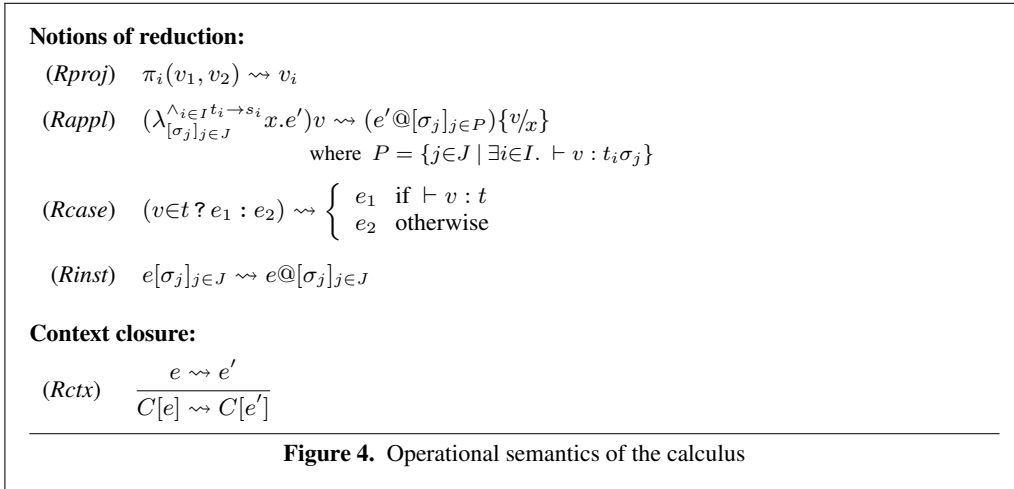 Notions of reduction:
(Rproj) π_i(v_1, v_2) ⇝ v_i
(Rappl) (λ^{∧_{i∈I} t_i→s_i}_{[σ_j]_{j∈J}} x.e′)v ⇝ (e′@[σ_j]_{j∈P}){v/x}
where P = {j∈J | ∃i∈I. ⊢ v : t_iσ_j}
(Rcase) (v∈t ? e_1 : e_2) ⇝ { e_1 if ⊢ v : t
e_2 otherwise
(Rinst) e[σ_j]_{j∈J} ⇝ e@[σ_j]_{j∈J}
Context closure:
e ⇝ e′
(Rctx)
C[e] ⇝ C[e′]
Figure 4. Operational semantics of the calculus